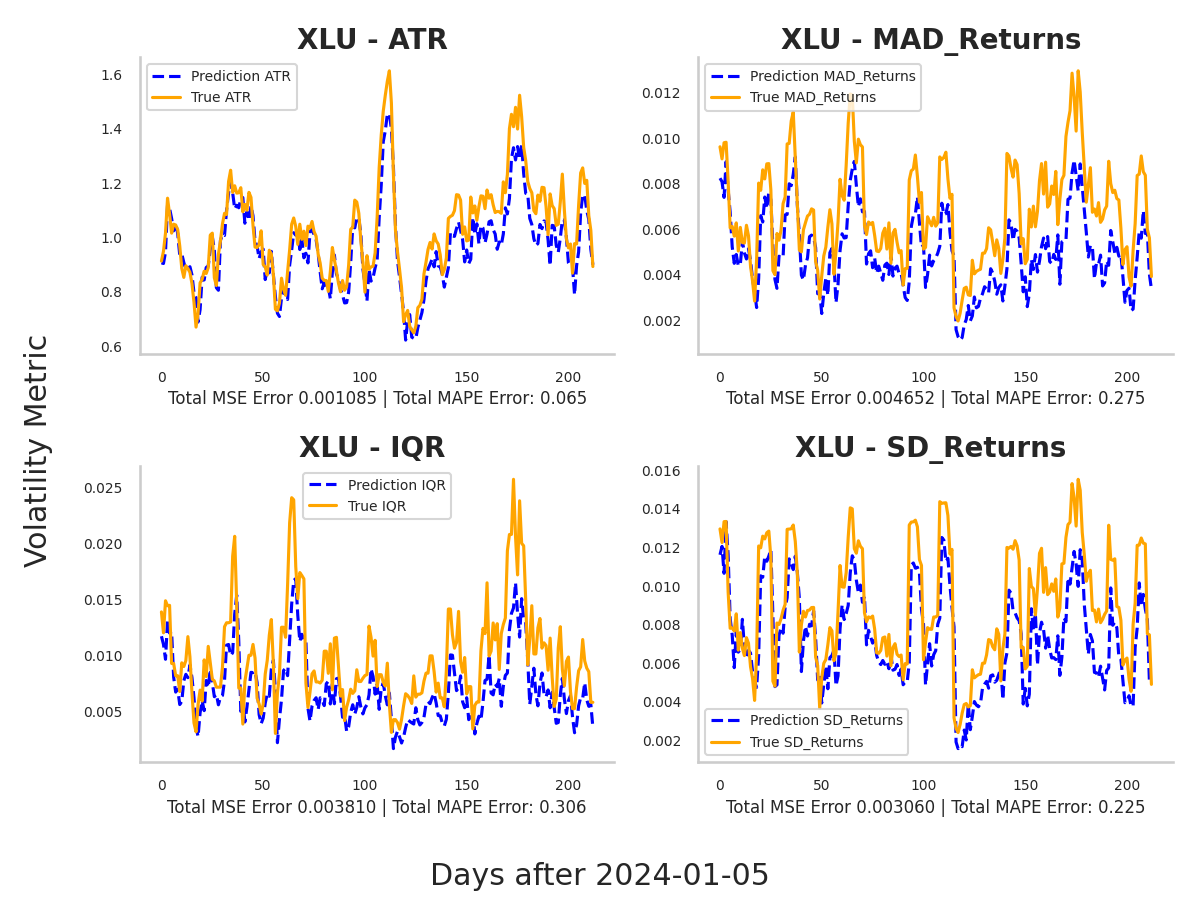 XLU - ATR
Prediction ATR
True ATR
1.6
1.4
1.2
1.0
0.8
0.6
0 50 100 150 200
Total MSE Error 0.001085 | Total MAPE Error: 0.065
XLU - MAD_Returns
Prediction MAD_Returns
True MAD_Returns
0.012
0.010
0.008
0.006
0.004
0.002
0 50 100 150 200
Total MSE Error 0.004652 | Total MAPE Error: 0.275
Volatility Metric
XLU - IQR
Prediction IQR
True IQR
0.025
0.020
0.015
0.010
0.005
0 50 100 150 200
Total MSE Error 0.003810 | Total MAPE Error: 0.306
XLU - SD_Returns
0.016
0.014
0.012
0.010
0.008
0.006
0.004
0.002
Prediction SD_Returns
True SD_Returns
0 50 100 150 200
Total MSE Error 0.003060 | Total MAPE Error: 0.225
Days after 2024-01-05